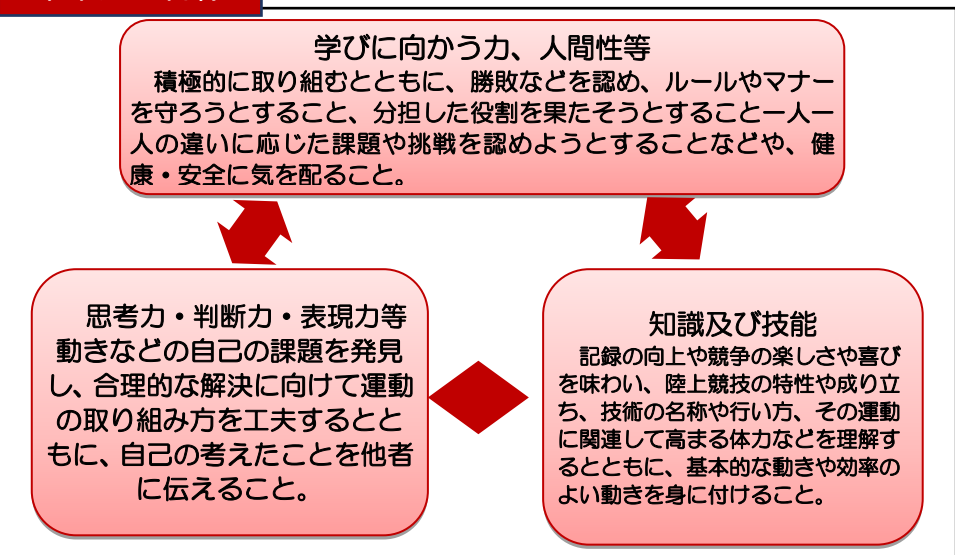 学びに向かう力、人間性等
積極的に取り組むとともに、勝敗などを認め、ルールやマナー
を守ろうとすること、分担した役割を果たそうとすること一人一
人の違いに応じた課題や挑戦を認めようとすることなどや、健
康・安全に気を配ること。
思考力・判断力・表現力等
動きなどの自己の課題を発見
し、合理的な解決に向けて運動
の取り組み方を工夫するとと
もに、自己の考えたことを他者
に伝えること。
知識及び技能
記録の向上や競争の楽しさや喜び
を味わい、陸上競技の特性や成り立
ち、技術の名称や行い方、その運動
に関連して高まる体力などを理解す
るとともに、基本的な動きや効率の
よい動きを身に付けること。